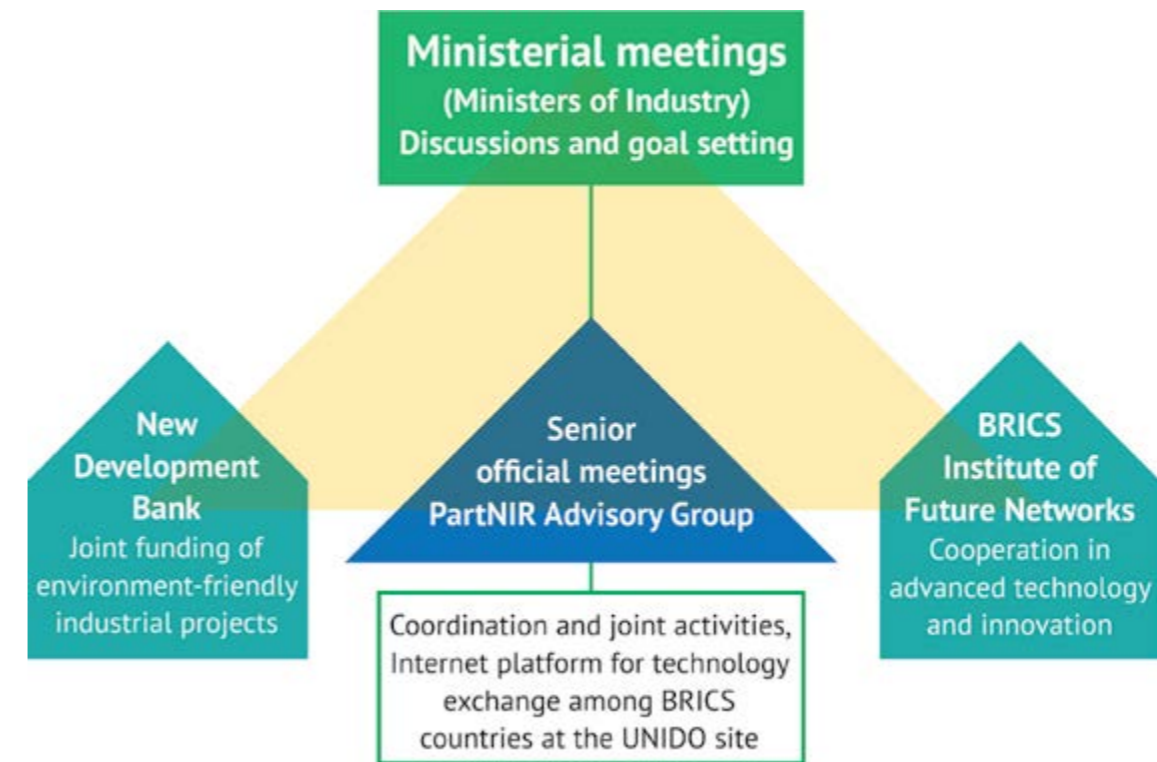 Ministerial meetings
(Ministers of Industry)
Discussions and goal setting
New
Development
Bank
Joint funding of
environment-friendly
industrial projects
Senior
official meetings
PartNIR Advisory Group
Coordination and joint activities,
Internet platform for technology
exchange among BRICS
countries at the UNIDO site
BRICS
Institute of
Future Networks
Cooperation in
advanced technology
and innovation